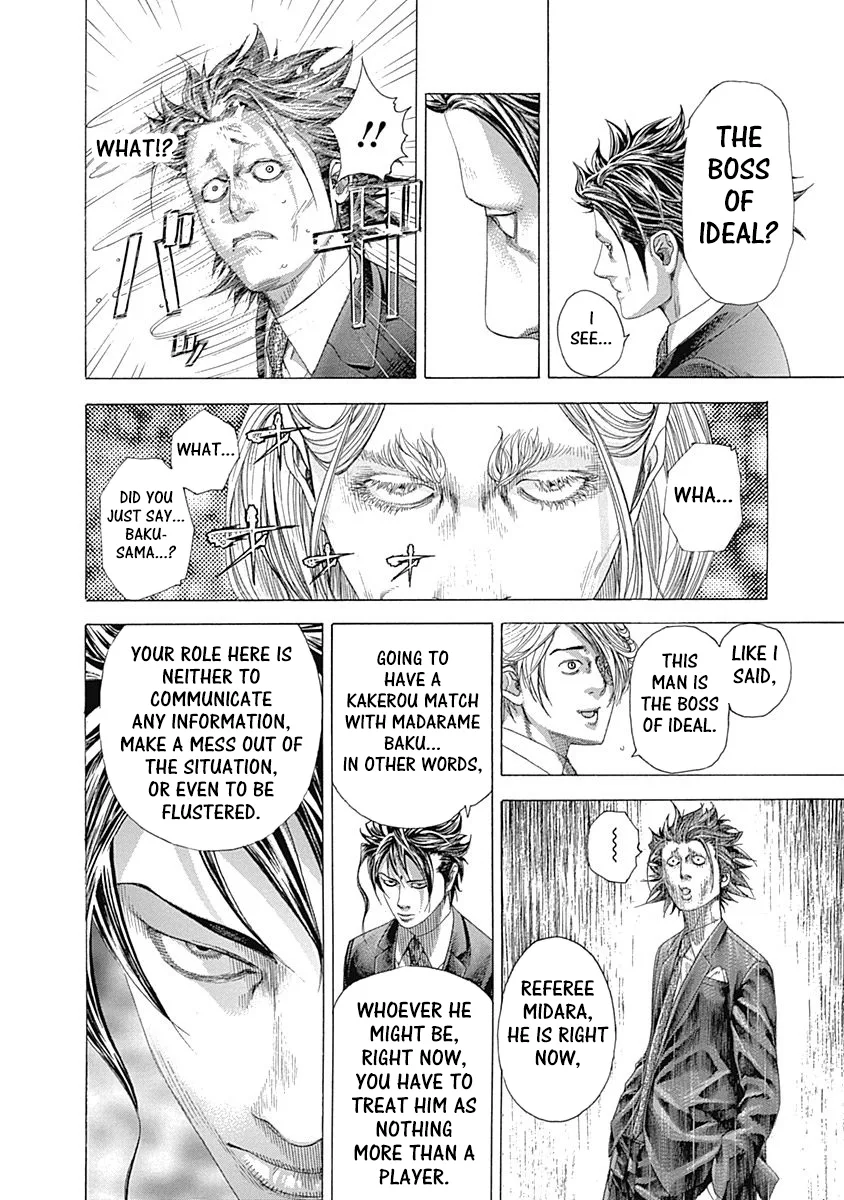 THE
BOSS
OF
IDEAL?
I
SEE...
!!
WHAT!?
WHA...
WHAT...
DID YOU
JUST SAY...
BAKU-
SAMA...?
LIKE I
SAID,
THIS
MAN IS
THE BOSS
OF IDEAL.
REFEREE
MIDARA,
HE IS RIGHT
NOW,
GOING TO
HAVE A
KAKEROU MATCH
WITH MADARAME
BAKU...
IN OTHER WORDS,
WHOEVER HE
MIGHT BE,
RIGHT NOW,
YOU HAVE TO
TREAT HIM AS
NOTHING
MORE THAN A
PLAYER.
YOUR ROLE HERE IS
NEITHER TO
COMMUNICATE
ANY INFORMATION,
MAKE A MESS OUT OF
THE SITUATION,
OR EVEN TO BE
FLUSTERED.